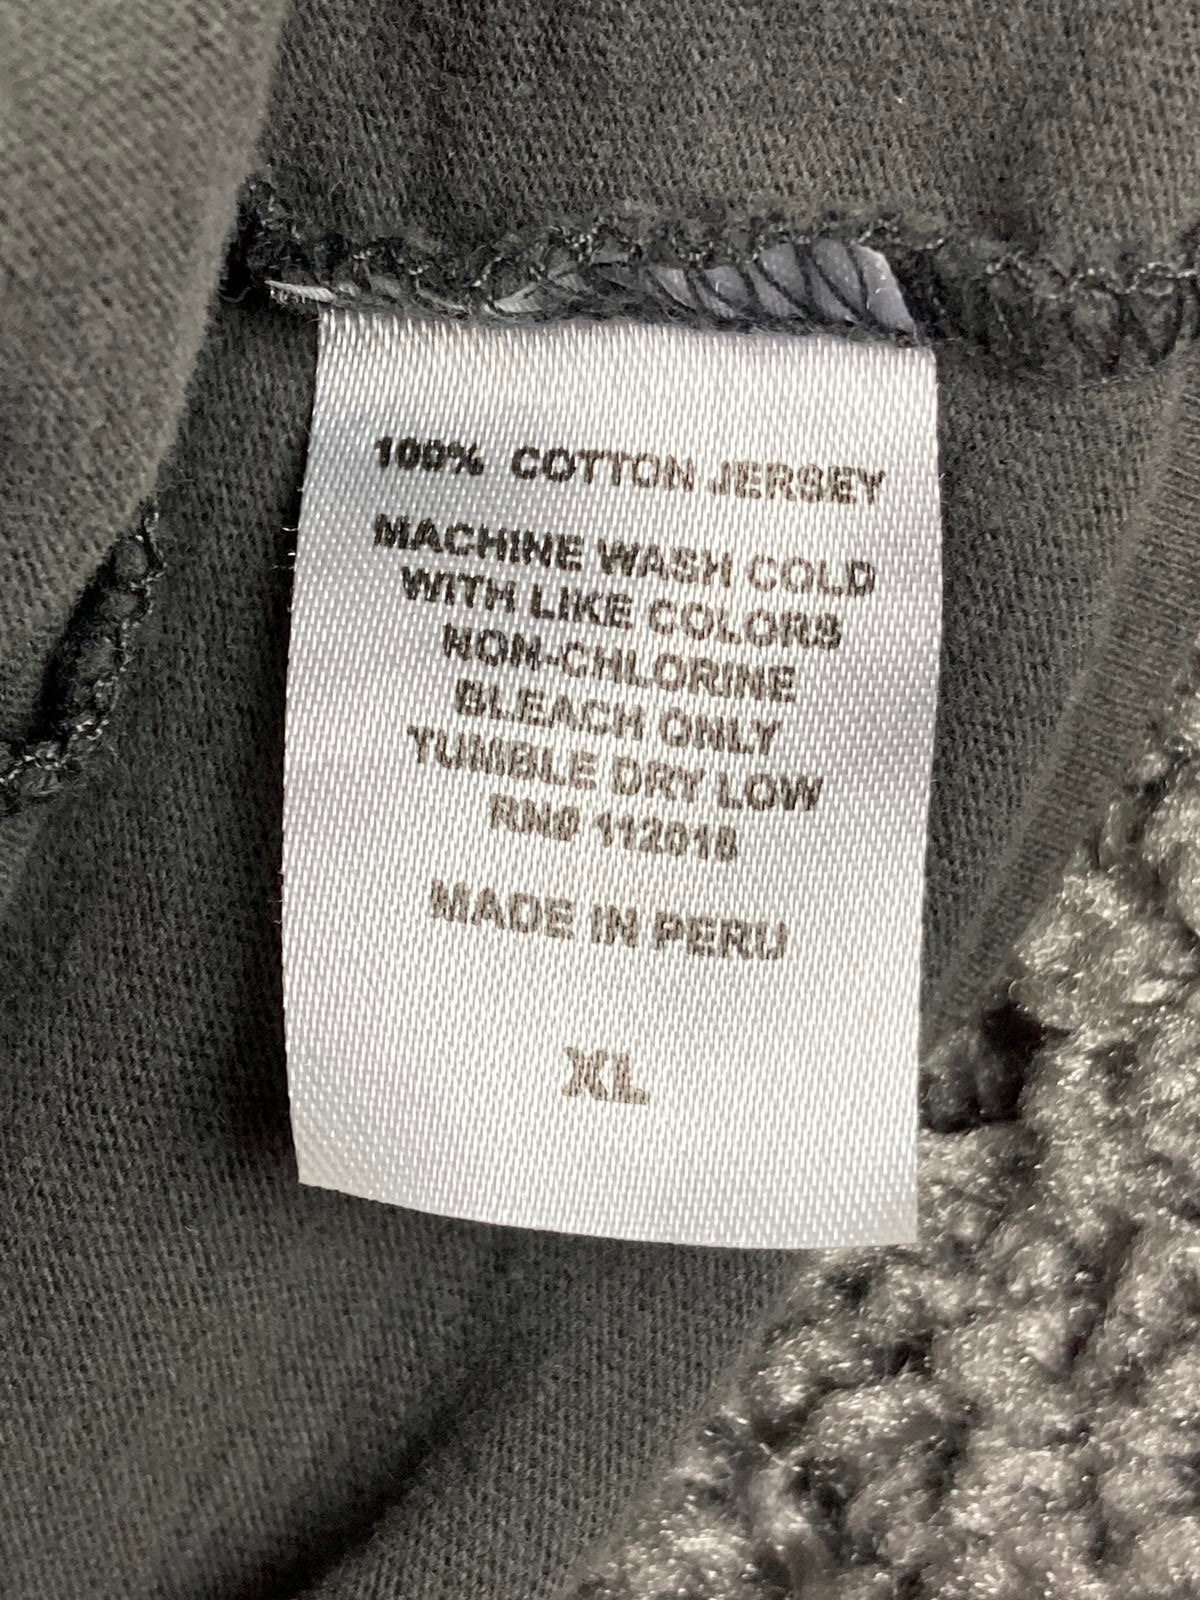 100% COTTON JERSEY
MACHINE WASH COLD
WITH LIKE COLORS
NON-CHLORINE
BLEACH ONLY
TUMBLE DRY LOW
RN# 112018
MADE IN PERU
XL